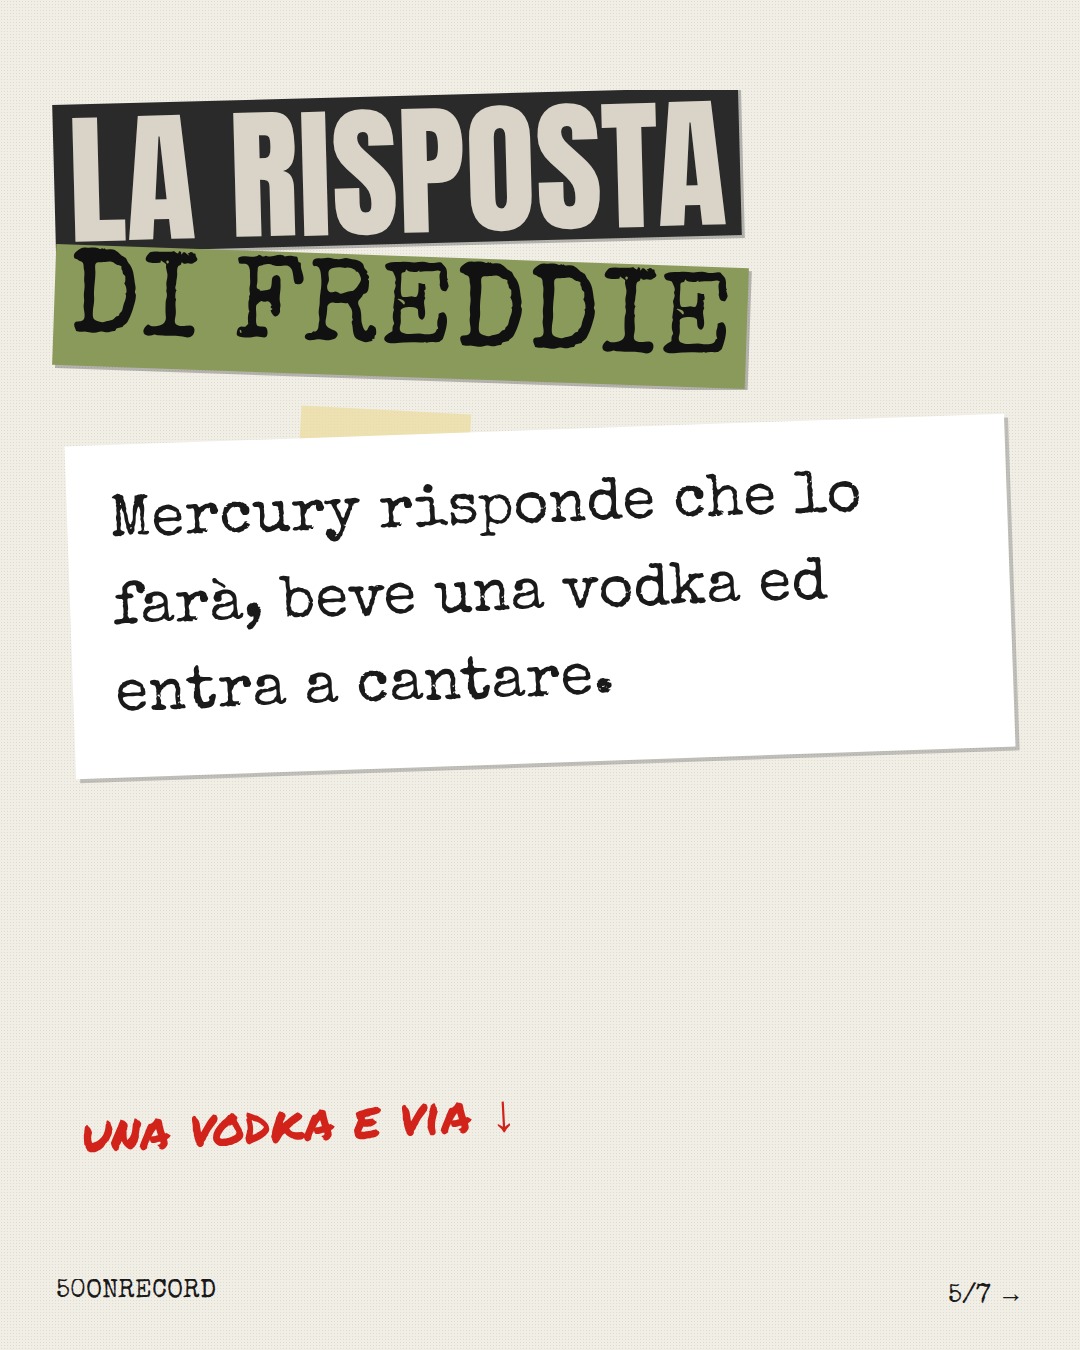 LA RISPOSTA
DI FREDDIE
Mercury risponde che lo
farà, beve una vodka ed
entra a cantare.
UNA VODKA E VIA ↓
50ONRECORD
5/7 →